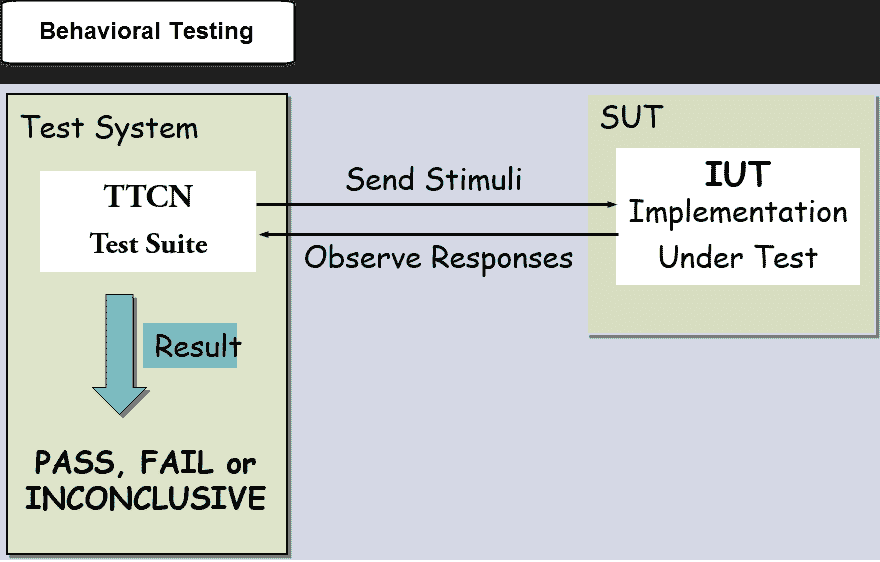 Behavioral Testing
Test System
TTCN
Test Suite
Result
PASS, FAIL or
INCONCLUSIVE
Send Stimuli
Observe Responses
SUT
IUT
Implementation
Under Test